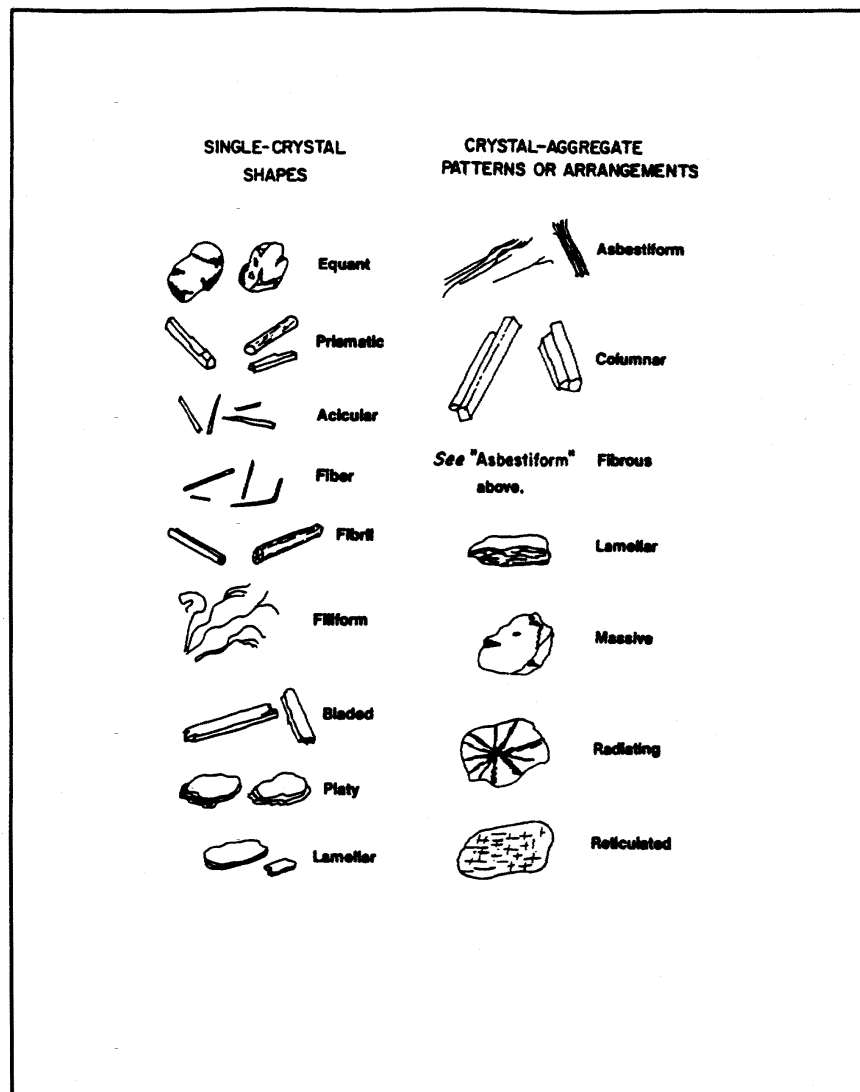 SINGLE-CRYSTAL
SHAPES
Equant
Prismatic
Acicular
Fiber
Fibril
Filiform
Bladed
Platy
Lamellar
CRYSTAL-AGGREGATE
PATTERNS OR ARRANGEMENTS
Asbestiform
Columnar
See "Asbestiform" Fibrous
above.
Lamellar
Massive
Radiating
Reticulated